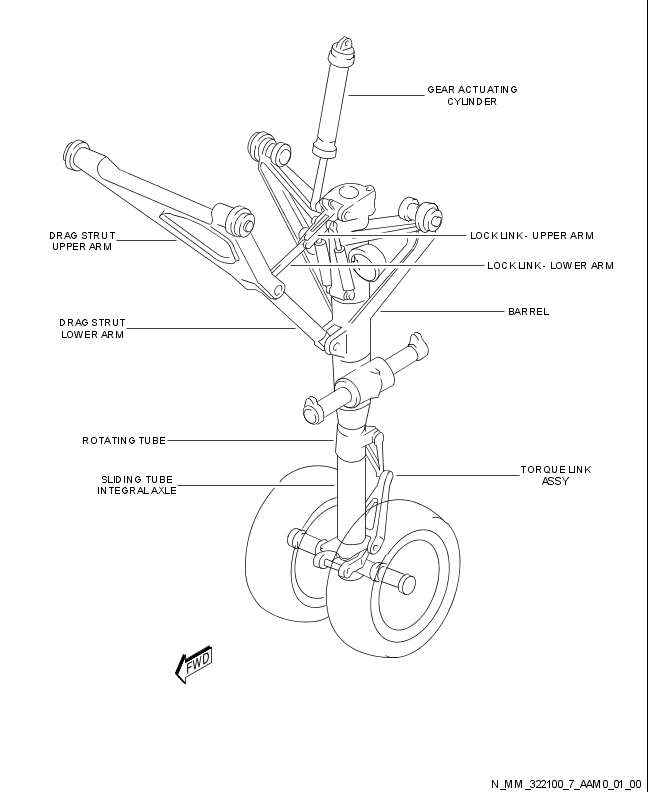 GEAR ACTUATING
CYLINDER
DRAG STRUT
UPPER ARM
LOCK LINK - UPPER ARM
LOCK LINK - LOWER ARM
BARREL
DRAG STRUT
LOWER ARM
ROTATING TUBE
TORQUE LINK
ASSY
SLIDING TUBE
INTEGRAL AXLE
FWD
N_MM_322100_7_AAM0_01_00